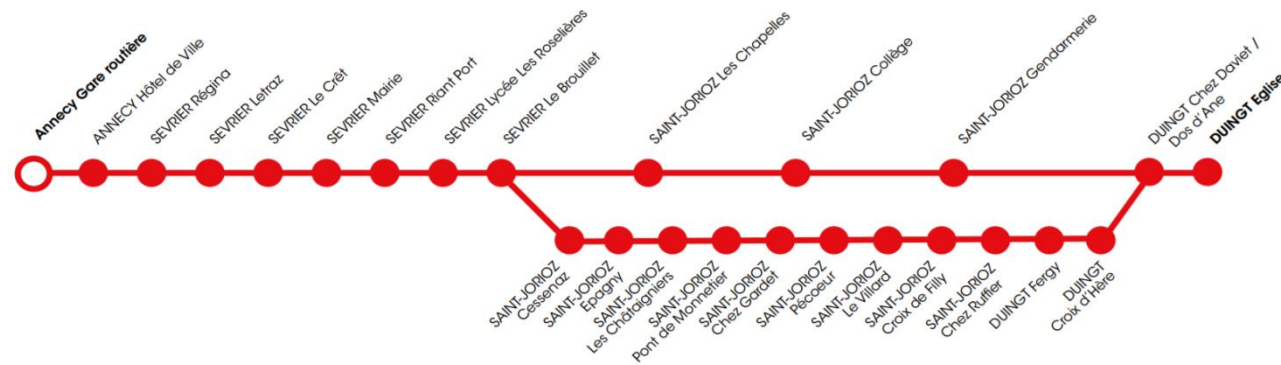 Annecy Gare routière
ANNECY Hôtel de Ville
SEVRIER Régina
SEVRIER Letraz
SEVRIER Le Crêt
SEVRIER Mairie
SEVRIER Riant Port
SEVRIER Lycée Les Roselières
SEVRIER Le Brouillet
SAINT-JORIOZ Les Chapelles
SAINT-JORIOZ Collège
SAINT-JORIOZ Gendarmerie
DUINGT Chez Daviet /
Dos d'Ane
DUINGT Eglise
SAINT-JORIOZ
Cessenaz
SAINT-JORIOZ
Epagny
SAINT-JORIOZ
Les Châtaigniers
SAINT-JORIOZ
Pont de Monnetier
SAINT-JORIOZ
Chez Gardet
SAINT-JORIOZ
Pécoeur
SAINT-JORIOZ
Le Villard
SAINT-JORIOZ
Croix de Filly
SAINT-JORIOZ
Chez Ruffier
DUINGT Fergy
DUINGT
Croix d'Hère